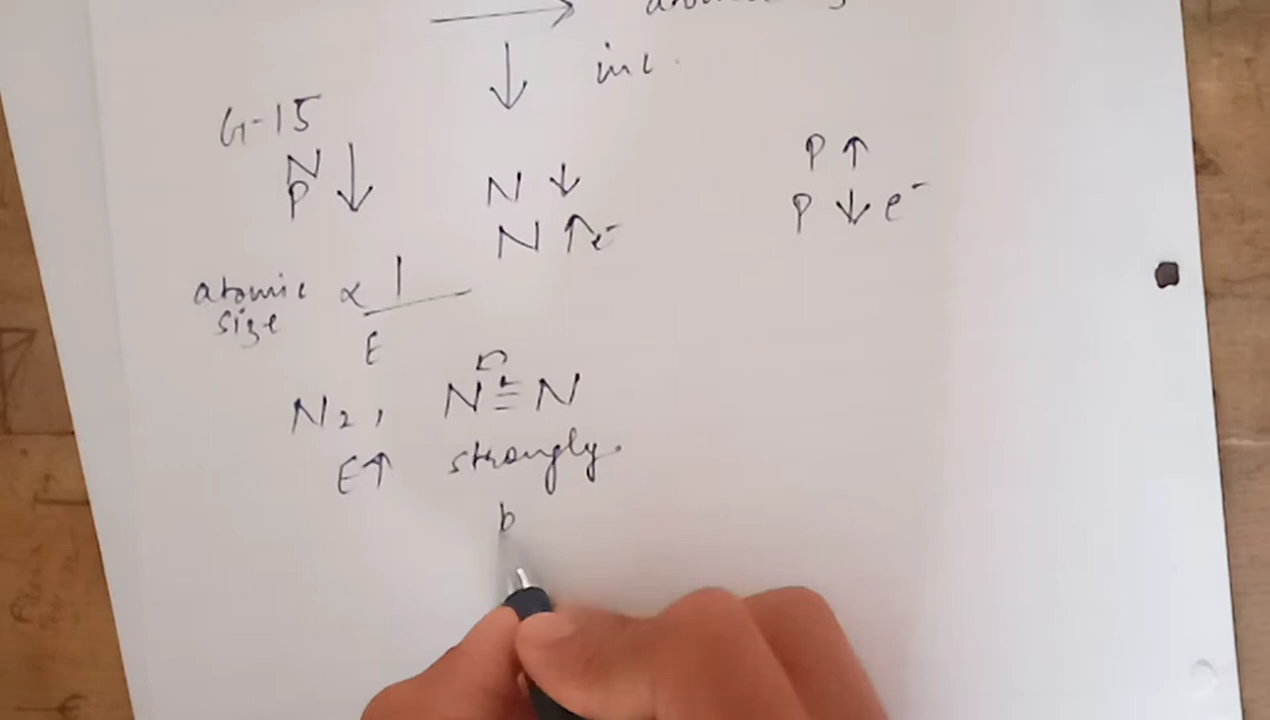 inc.
G-15
N
P ↓
N ↓
N ↑e⁻
P ↑
P ↓ e⁻
atomic ∝ 1
size
E
N₂, N≡N
E↑ strongly.
b